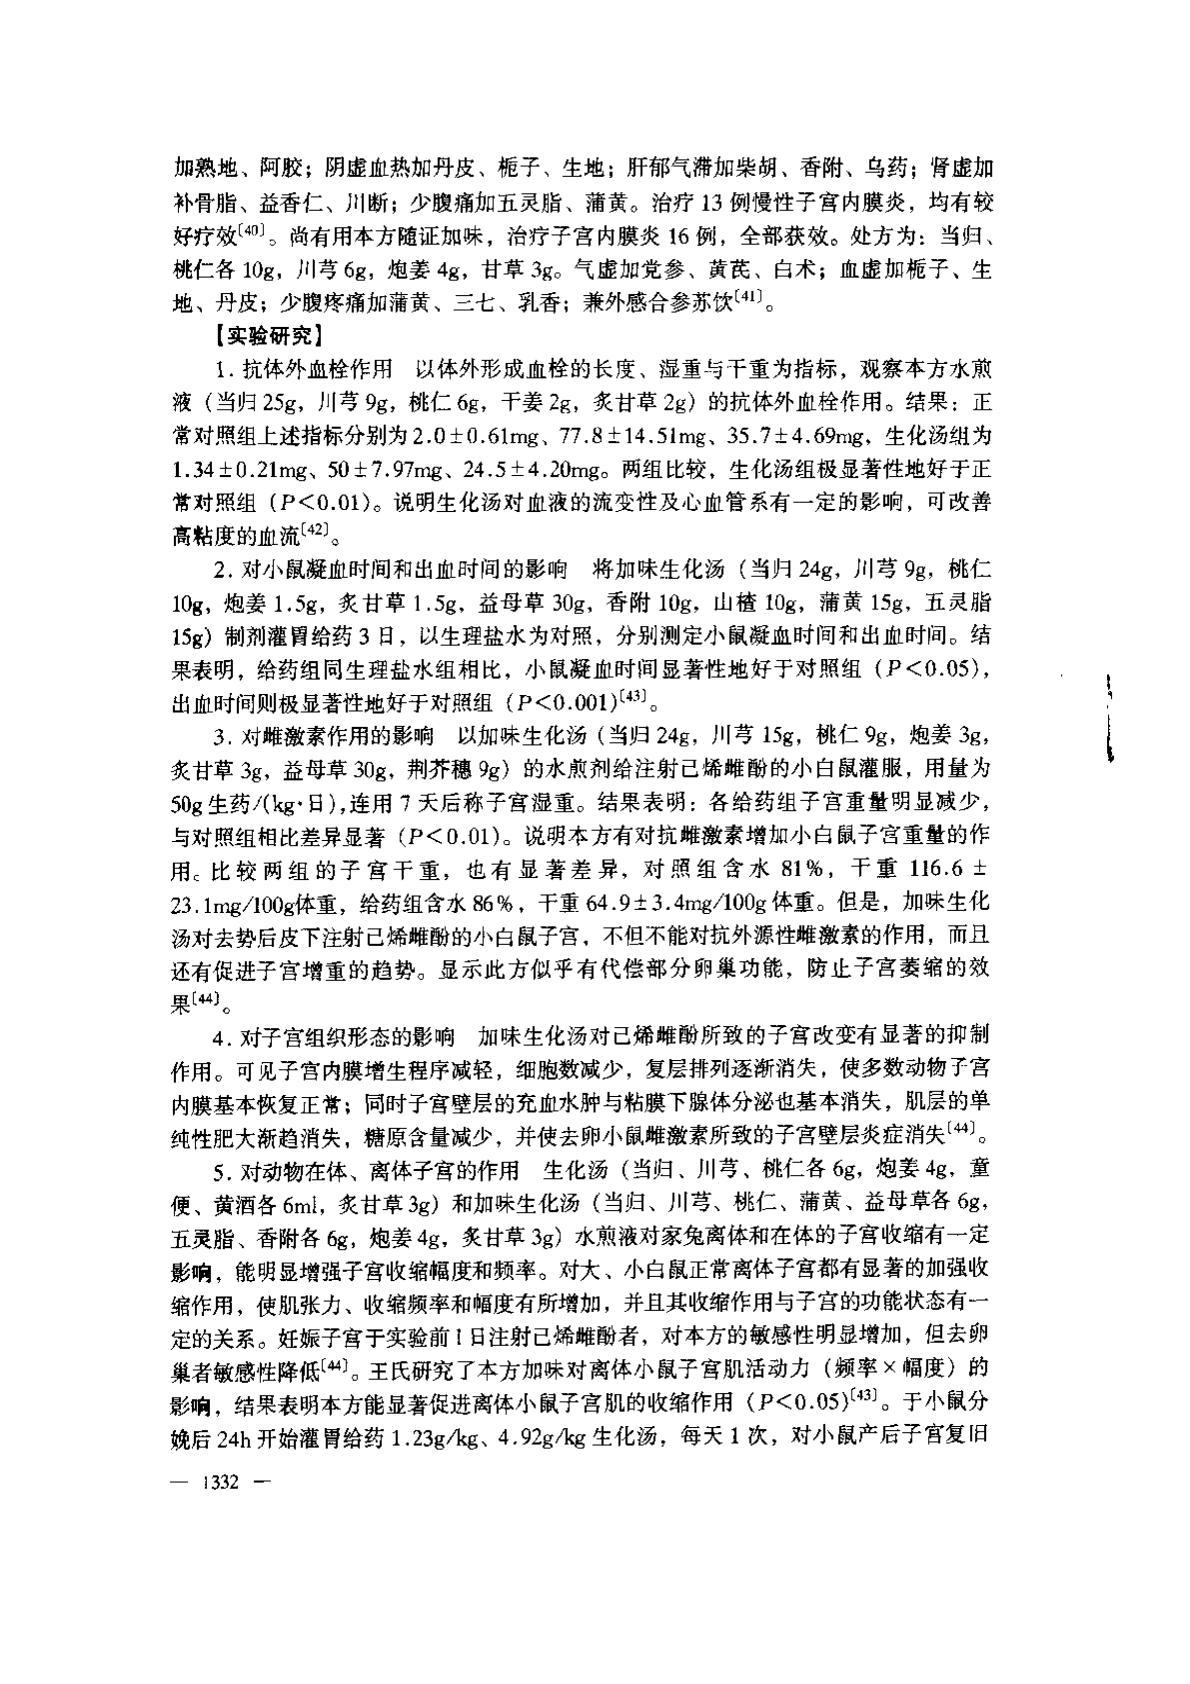 加熟地、阿胶；阴虚血热加丹皮、栀子、生地；肝郁气滞加柴胡、香附、乌药；肾虚加
补骨脂、益香仁、川断；少腹痛加五灵脂、蒲黄。治疗 13 例慢性子宫内膜炎，均有较
好疗效〔40〕。尚有用本方随证加味，治疗子宫内膜炎 16 例，全部获效。处方为：当归、
桃仁各 10g，川芎 6g，炮姜 4g，甘草 3g。气虚加党参、黄芪、白术；血虚加栀子、生
地、丹皮；少腹疼痛加蒲黄、三七、乳香；兼外感合参苏饮〔41〕。
【实验研究】
1. 抗体外血栓作用　以体外形成血栓的长度、湿重与干重为指标，观察本方水煎
液（当归 25g，川芎 9g，桃仁 6g，干姜 2g，炙甘草 2g）的抗体外血栓作用。结果：正
常对照组上述指标分别为 2.0±0.61mg、77.8±14.51mg、35.7±4.69mg，生化汤组为
1.34±0.21mg、50±7.97mg、24.5±4.20mg。两组比较，生化汤组极显著性地好于正
常对照组（P<0.01）。说明生化汤对血液的流变性及心血管系有一定的影响，可改善
高粘度的血流〔42〕。
2. 对小鼠凝血时间和出血时间的影响　将加味生化汤（当归 24g，川芎 9g，桃仁
10g，炮姜 1.5g，炙甘草 1.5g，益母草 30g，香附 10g，山楂 10g，蒲黄 15g，五灵脂
15g）制剂灌胃给药 3 日，以生理盐水为对照，分别测定小鼠凝血时间和出血时间。结
果表明，给药组同生理盐水组相比，小鼠凝血时间显著性地好于对照组（P<0.05），
出血时间则极显著性地好于对照组（P<0.001）〔43〕。
3. 对雌激素作用的影响　以加味生化汤（当归 24g，川芎 15g，桃仁 9g，炮姜 3g，
炙甘草 3g，益母草 30g，荆芥穗 9g）的水煎剂给注射己烯雌酚的小白鼠灌服，用量为
50g 生药/(kg·日)，连用 7 天后称子宫湿重。结果表明：各给药组子宫重量明显减少，
与对照组相比差异显著（P<0.01）。说明本方有对抗雌激素增加小白鼠子宫重量的作
用。比较两组的子宫干重，也有显著差异，对照组含水 81%，干重 116.6 ±
23.1mg/100g体重，给药组含水 86%，干重 64.9±3.4mg/100g 体重。但是，加味生化
汤对去势后皮下注射己烯雌酚的小白鼠子宫，不但不能对抗外源性雌激素的作用，而且
还有促进子宫增重的趋势。显示此方似乎有代偿部分卵巢功能，防止子宫萎缩的效
果〔44〕。
4. 对子宫组织形态的影响　加味生化汤对己烯雌酚所致的子宫改变有显著的抑制
作用。可见子宫内膜增生程序减轻，细胞数减少，复层排列逐渐消失，使多数动物子宫
内膜基本恢复正常；同时子宫壁层的充血水肿与粘膜下腺体分泌也基本消失，肌层的单
纯性肥大渐趋消失，糖原含量减少，并使去卵小鼠雌激素所致的子宫壁层炎症消失〔44〕。
5. 对动物在体、离体子宫的作用　生化汤（当归、川芎、桃仁各 6g，炮姜 4g，童
便、黄酒各 6ml，炙甘草 3g）和加味生化汤（当归、川芎、桃仁、蒲黄、益母草各 6g，
五灵脂、香附各 6g，炮姜 4g，炙甘草 3g）水煎液对家兔离体和在体的子宫收缩有一定
影响，能明显增强子宫收缩幅度和频率。对大、小白鼠正常离体子宫都有显著的加强收
缩作用，使肌张力、收缩频率和幅度有所增加，并且其收缩作用与子宫的功能状态有一
定的关系。妊娠子宫于实验前 1 日注射己烯雌酚者，对本方的敏感性明显增加，但去卵
巢者敏感性降低〔44〕。王氏研究了本方加味对离体小鼠子宫肌活动力（频率×幅度）的
影响，结果表明本方能显著促进离体小鼠子宫肌的收缩作用（P<0.05）〔43〕。于小鼠分
娩后 24h 开始灌胃给药 1.23g/kg、4.92g/kg 生化汤，每天 1 次，对小鼠产后子宫复旧
— 1332 —